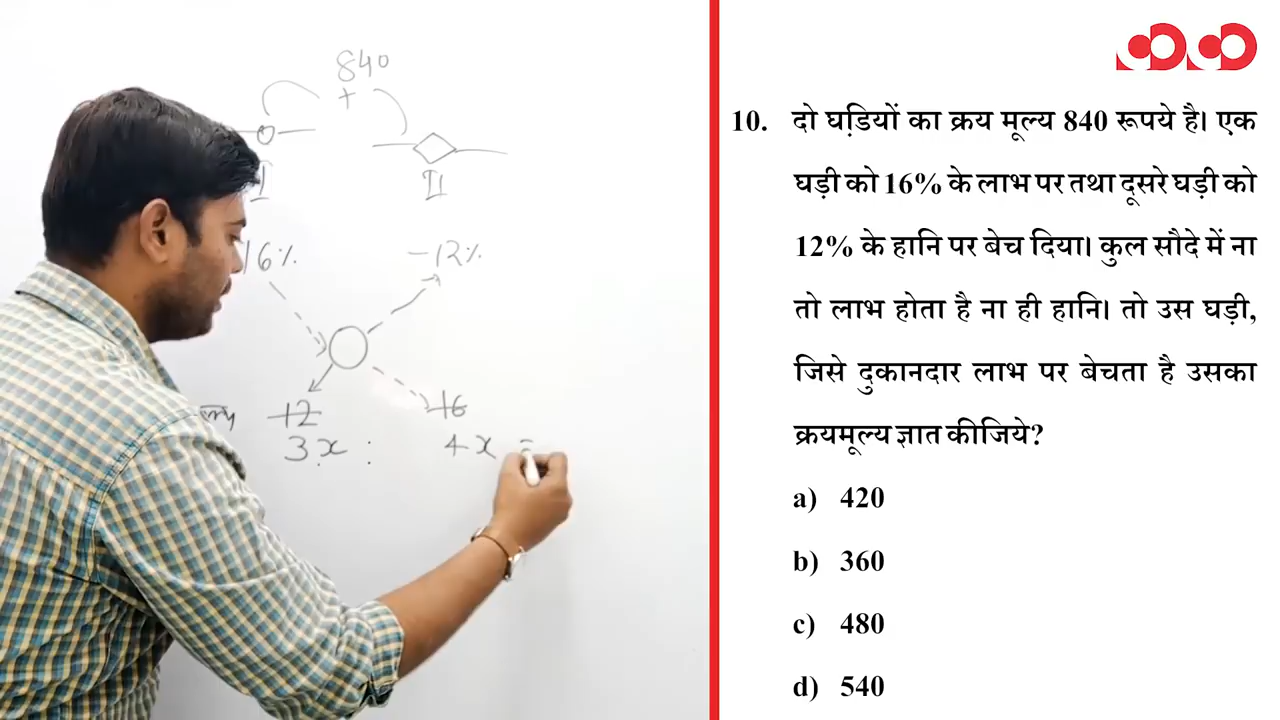 840
+
I
II
16%
-12%
12
16
3x : 4x =
10. दो घडि़यों का क्रय मूल्य 840 रूपये है। एक
घड़ी को 16% के लाभ पर तथा दूसरे घड़ी को
12% के हानि पर बेच दिया। कुल सौदे में ना
तो लाभ होता है ना ही हानि। तो उस घड़ी,
जिसे दुकानदार लाभ पर बेचता है उसका
क्रयमूल्य ज्ञात कीजिये?
a) 420
b) 360
c) 480
d) 540